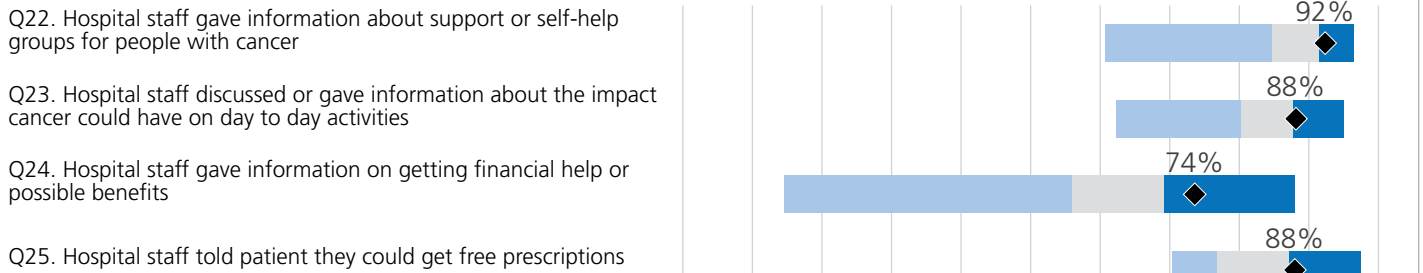 Q22. Hospital staff gave information about support or self-help
groups for people with cancer
92%
Q23. Hospital staff discussed or gave information about the impact
cancer could have on day to day activities
88%
Q24. Hospital staff gave information on getting financial help or
possible benefits
74%
Q25. Hospital staff told patient they could get free prescriptions
88%